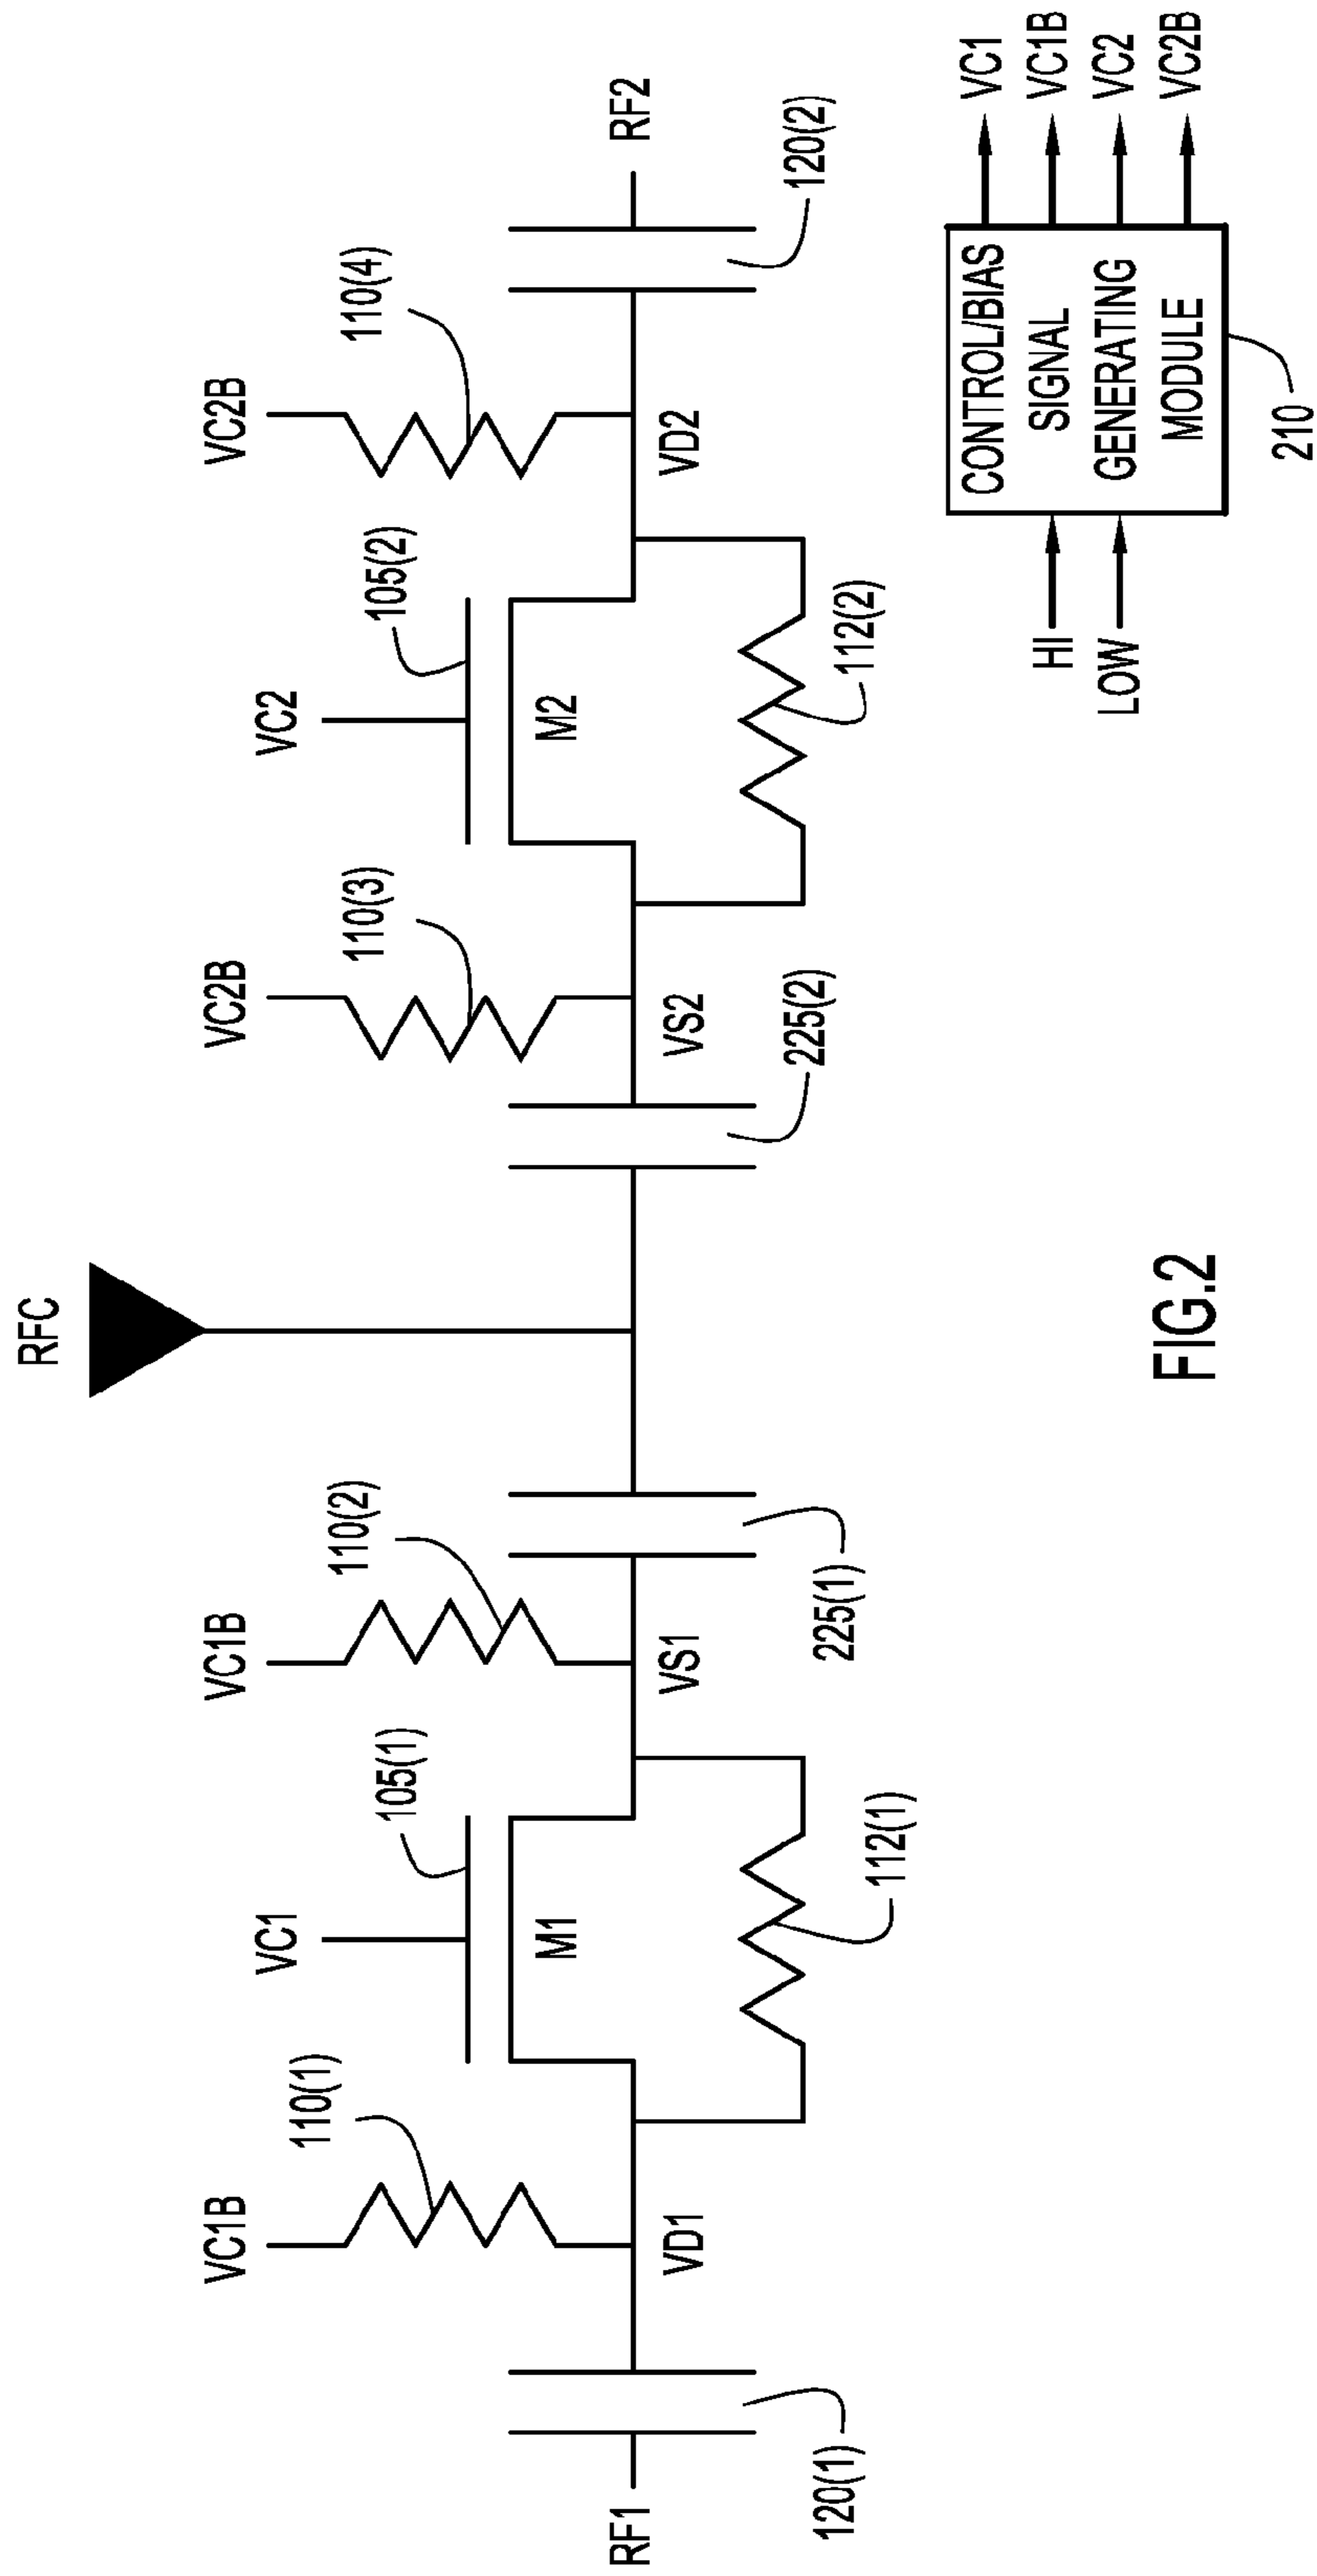 RFC
VC1B
110(1)
VC1
105(1)
VC1B
110(2)
VC2B
110(3)
VC2
105(2)
VC2B
110(4)
RF1
120(1)
VD1
M1
112(1)
VS1
225(1)
225(2)
VS2
M2
112(2)
VD2
120(2)
RF2
HI
LOW
CONTROL/BIAS
SIGNAL
GENERATING
MODULE
210
VC1
VC1B
VC2
VC2B
FIG.2